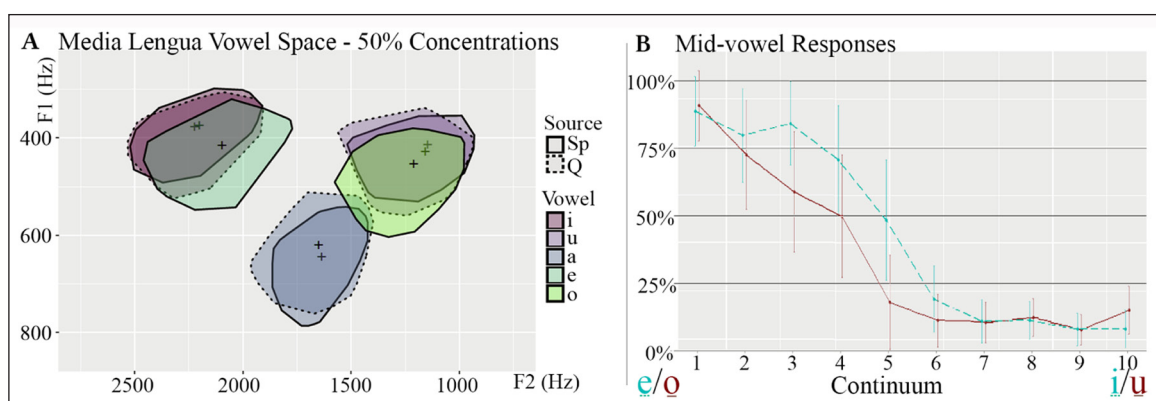 A Media Lengua Vowel Space - 50% Concentrations
F1 (Hz)
400
600
800
2500 2000 1500 1000 F2 (Hz)
Source
Sp
Q
Vowel
i
u
a
e
o
B Mid-vowel Responses
100%
75%
50%
25%
0%
1 2 3 4 5 6 7 8 9 10
e/o Continuum i/u